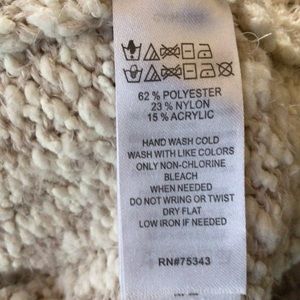 62 % POLYESTER
23 % NYLON
15 % ACRYLIC
HAND WASH COLD
WASH WITH LIKE COLORS
ONLY NON-CHLORINE
BLEACH
WHEN NEEDED
DO NOT WRING OR TWIST
DRY FLAT
LOW IRON IF NEEDED
RN#75343